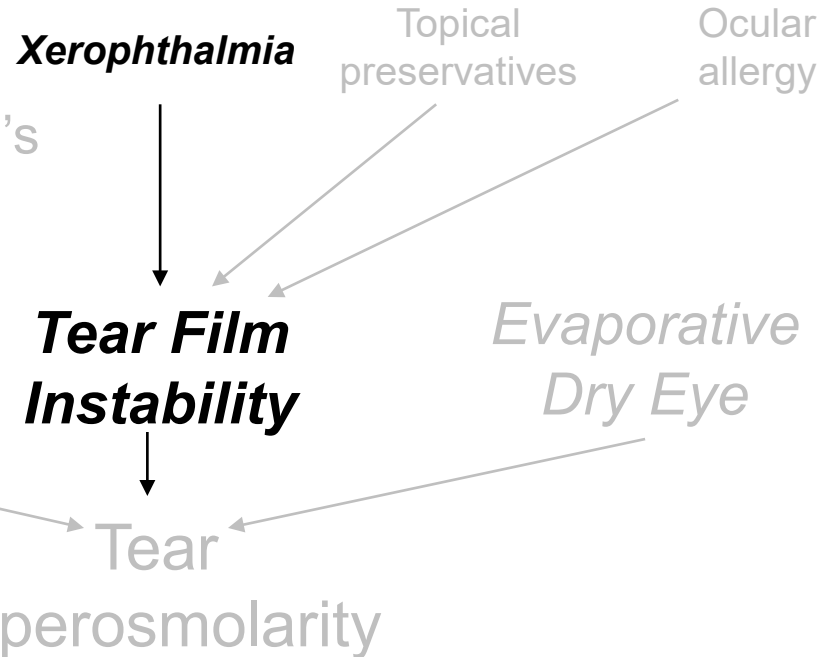 Xerophthalmia
Topical
preservatives
Ocular
allergy
's
Tear Film
Instability
Evaporative
Dry Eye
Tear
perosmolarity